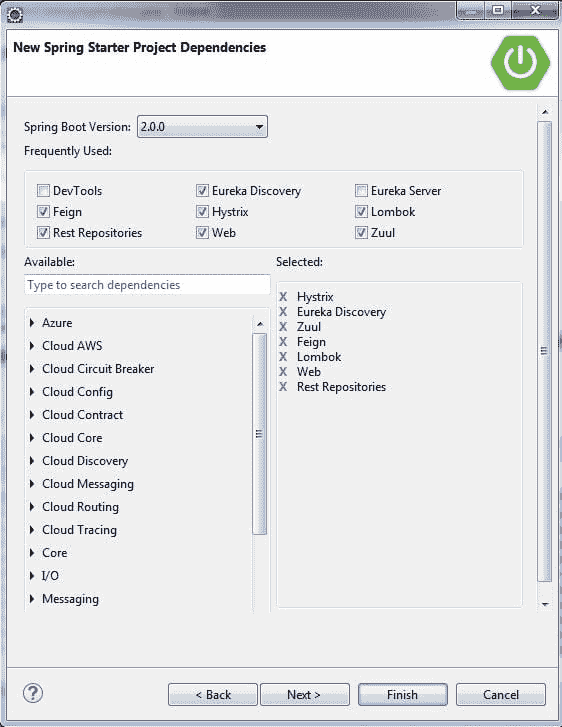 New Spring Starter Project Dependencies
Spring Boot Version: 2.0.0
Frequently Used:
DevTools Eureka Discovery Eureka Server
Feign Hystrix Lombok
Rest Repositories Web Zuul
Available: Selected:
Type to search dependencies
Azure
Cloud AWS
Cloud Circuit Breaker
Cloud Config
Cloud Contract
Cloud Core
Cloud Discovery
Cloud Messaging
Cloud Routing
Cloud Tracing
Core
I/O
Messaging
X Hystrix
X Eureka Discovery
X Zuul
X Feign
X Lombok
X Web
X Rest Repositories
? < Back Next > Finish Cancel